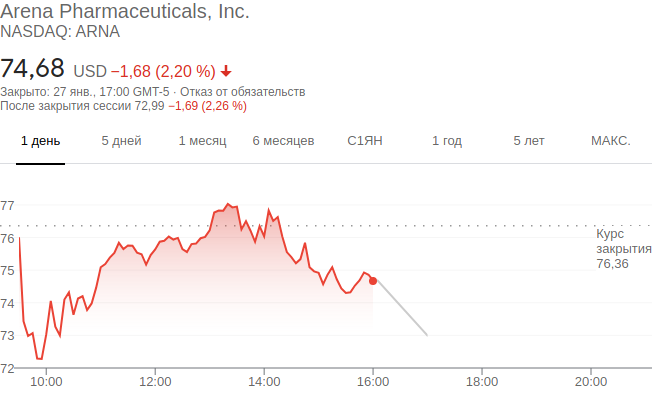 Arena Pharmaceuticals, Inc.
NASDAQ: ARNA
74,68 USD −1,68 (2,20 %)
Закрыто: 27 янв., 17:00 GMT-5 · Отказ от обязательств
После закрытия сессии 72,99 −1,69 (2,26 %)
1 день 5 дней 1 месяц 6 месяцев С1ЯН 1 год 5 лет МАКС.
77
76
75
74
73
72
Курс
закрытия
76,36
10:00 12:00 14:00 16:00 18:00 20:00